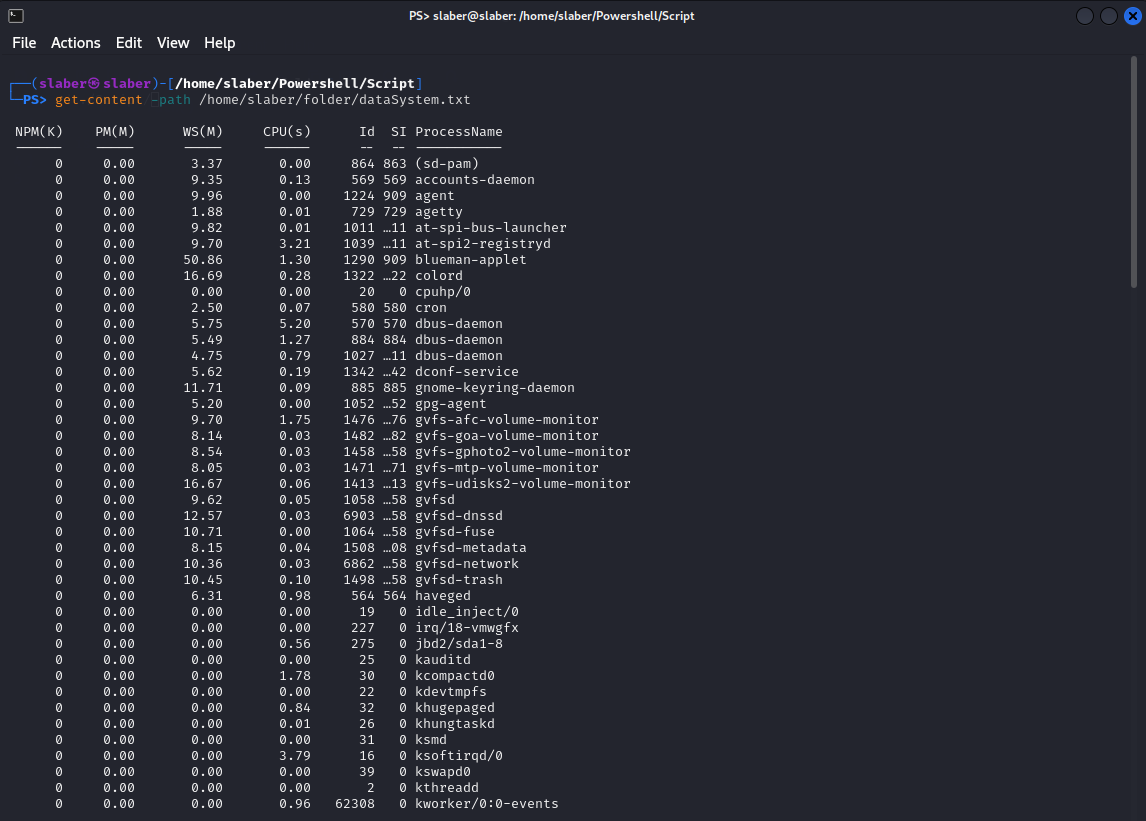 PS> slaber@slaber: /home/slaber/Powershell/Script
File Actions Edit View Help
┌──(slaber㉿slaber)-[/home/slaber/Powershell/Script]
└─PS> get-content -path /home/slaber/folder/dataSystem.txt
NPM(K) PM(M) WS(M) CPU(s) Id SI ProcessName
------ ----- ----- ------ -- -- -----------
0 0.00 3.37 0.00 864 863 (sd-pam)
0 0.00 9.35 0.13 569 569 accounts-daemon
0 0.00 9.96 0.00 1224 909 agent
0 0.00 1.88 0.01 729 729 agetty
0 0.00 9.82 0.01 1011 …11 at-spi-bus-launcher
0 0.00 9.70 3.21 1039 …11 at-spi2-registryd
0 0.00 50.86 1.30 1290 909 blueman-applet
0 0.00 16.69 0.28 1322 …22 colord
0 0.00 0.00 0.00 20 0 cpuhp/0
0 0.00 2.50 0.07 580 580 cron
0 0.00 5.75 5.20 570 570 dbus-daemon
0 0.00 5.49 1.27 884 884 dbus-daemon
0 0.00 4.75 0.79 1027 …11 dbus-daemon
0 0.00 5.62 0.19 1342 …42 dconf-service
0 0.00 11.71 0.09 885 885 gnome-keyring-daemon
0 0.00 5.20 0.00 1052 …52 gpg-agent
0 0.00 9.70 1.75 1476 …76 gvfs-afc-volume-monitor
0 0.00 8.14 0.03 1482 …82 gvfs-goa-volume-monitor
0 0.00 8.54 0.03 1458 …58 gvfs-gphoto2-volume-monitor
0 0.00 8.05 0.03 1471 …71 gvfs-mtp-volume-monitor
0 0.00 16.67 0.06 1413 …13 gvfs-udisks2-volume-monitor
0 0.00 9.62 0.05 1058 …58 gvfsd
0 0.00 12.57 0.03 6903 …58 gvfsd-dnssd
0 0.00 10.71 0.00 1064 …58 gvfsd-fuse
0 0.00 8.15 0.04 1508 …08 gvfsd-metadata
0 0.00 10.36 0.03 6862 …58 gvfsd-network
0 0.00 10.45 0.10 1498 …58 gvfsd-trash
0 0.00 6.31 0.98 564 564 haveged
0 0.00 0.00 0.00 19 0 idle_inject/0
0 0.00 0.00 0.00 227 0 irq/18-vmwgfx
0 0.00 0.00 0.56 275 0 jbd2/sda1-8
0 0.00 0.00 0.00 25 0 kauditd
0 0.00 0.00 1.78 30 0 kcompactd0
0 0.00 0.00 0.00 22 0 kdevtmpfs
0 0.00 0.00 0.84 32 0 khugepaged
0 0.00 0.00 0.01 26 0 khungtaskd
0 0.00 0.00 0.00 31 0 ksmd
0 0.00 0.00 3.79 16 0 ksoftirqd/0
0 0.00 0.00 0.00 39 0 kswapd0
0 0.00 0.00 0.00 2 0 kthreadd
0 0.00 0.00 0.96 62308 0 kworker/0:0-events